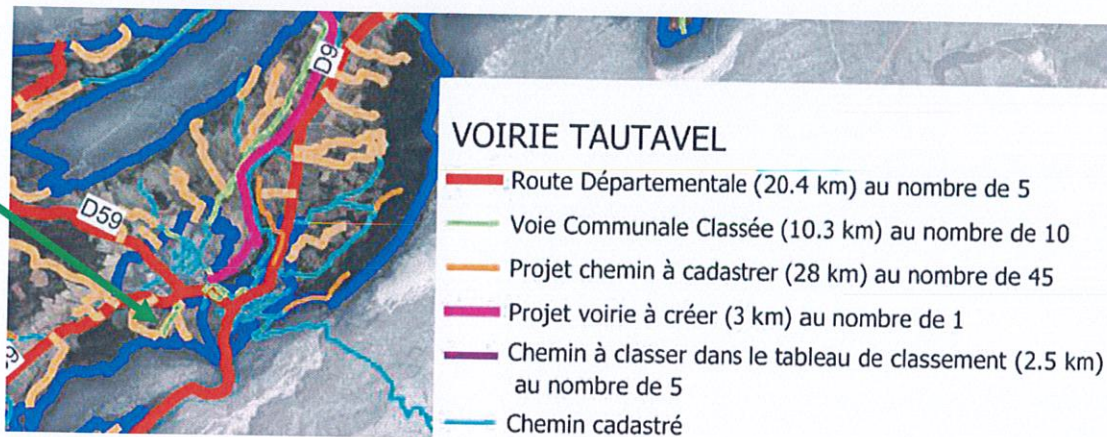 D9
D59
VOIRIE TAUTAVEL
Route Départementale (20.4 km) au nombre de 5
Voie Communale Classée (10.3 km) au nombre de 10
Projet chemin à cadastrer (28 km) au nombre de 45
Projet voirie à créer (3 km) au nombre de 1
Chemin à classer dans le tableau de classement (2.5 km)
au nombre de 5
Chemin cadastré